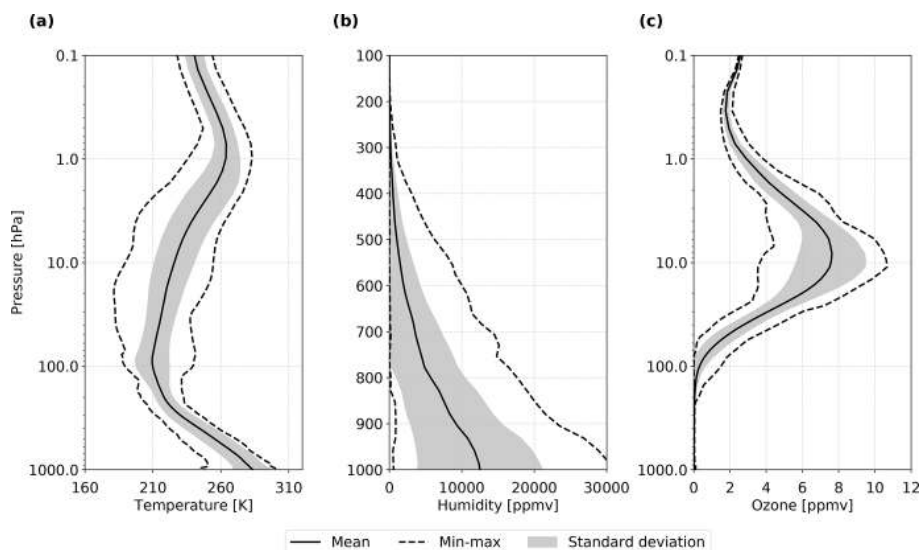 (a) (b) (c)
Pressure [hPa]
0.1
1.0
10.0
100.0
1000.0
160 210 260 310
Temperature [K]
100
200
300
400
500
600
700
800
900
1000
0 10000 20000 30000
Humidity [ppmv]
0.1
1.0
10.0
100.0
1000.0
0 2 4 6 8 10 12
Ozone [ppmv]
Mean Min-max Standard deviation